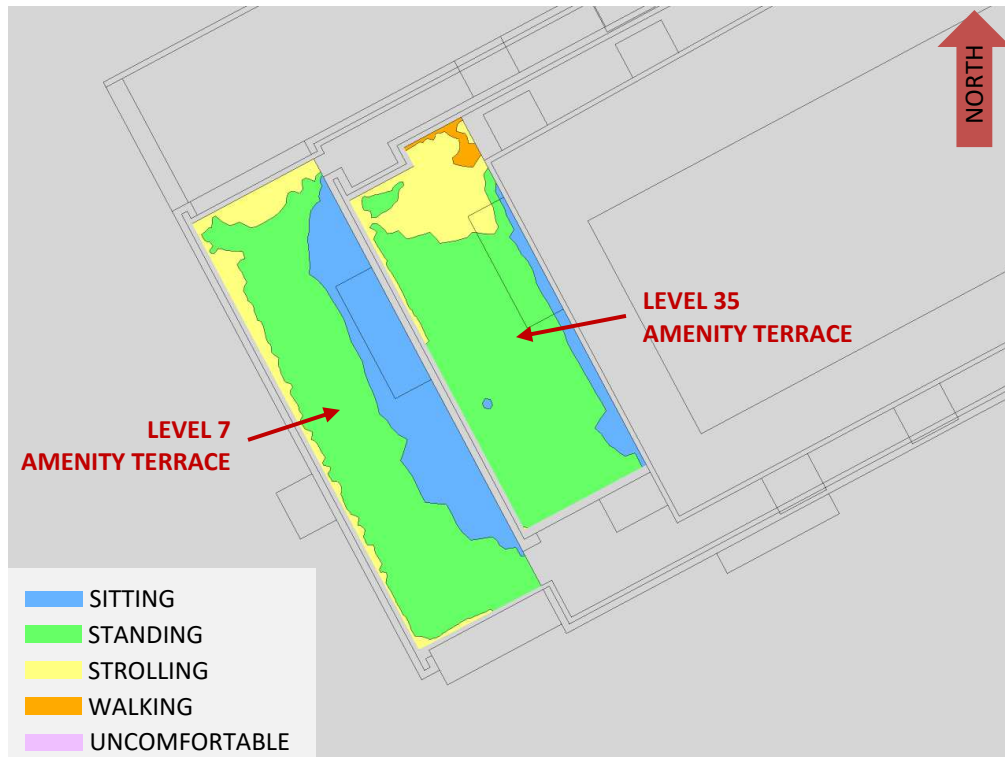 NORTH
LEVEL 35
AMENITY TERRACE
LEVEL 7
AMENITY TERRACE
SITTING
STANDING
STROLLING
WALKING
UNCOMFORTABLE